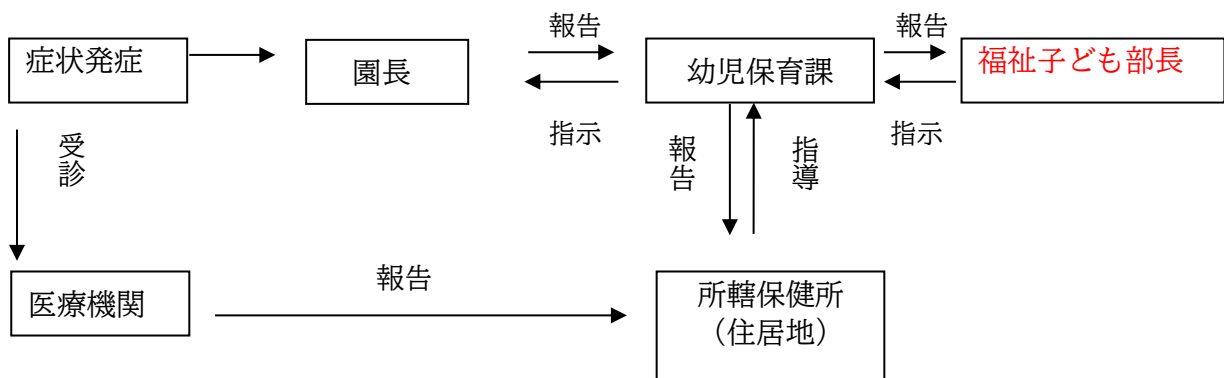 報告
報告
症状発症
園長
幼児保育課
福祉子ども部長
指示
指示
受診
報告
指導
医療機関
報告
所轄保健所
（住居地）